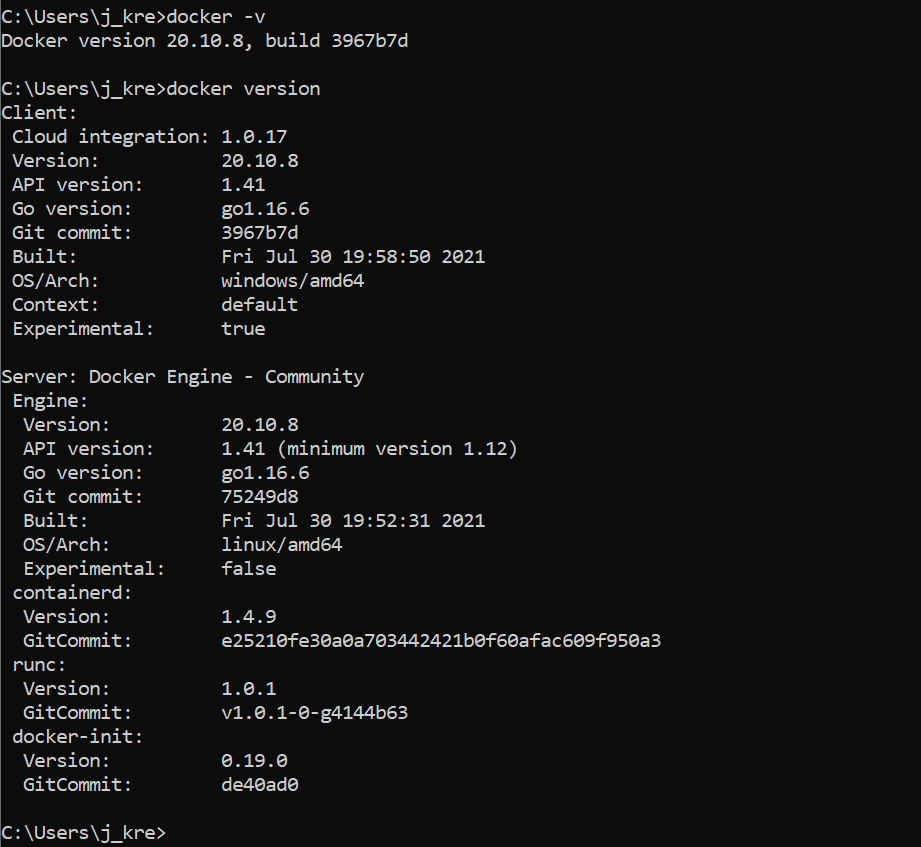 C:\Users\j_kre>docker -v
Docker version 20.10.8, build 3967b7d
C:\Users\j_kre>docker version
Client:
 Cloud integration: 1.0.17
 Version:           20.10.8
 API version:       1.41
 Go version:        go1.16.6
 Git commit:        3967b7d
 Built:             Fri Jul 30 19:58:50 2021
 OS/Arch:           windows/amd64
 Context:           default
 Experimental:      true
Server: Docker Engine - Community
 Engine:
  Version:          20.10.8
  API version:      1.41 (minimum version 1.12)
  Go version:       go1.16.6
  Git commit:       75249d8
  Built:            Fri Jul 30 19:52:31 2021
  OS/Arch:          linux/amd64
  Experimental:     false
 containerd:
  Version:          1.4.9
  GitCommit:        e25210fe30a0a703442421b0f60afac609f950a3
 runc:
  Version:          1.0.1
  GitCommit:        v1.0.1-0-g4144b63
 docker-init:
  Version:          0.19.0
  GitCommit:        de40ad0
C:\Users\j_kre>